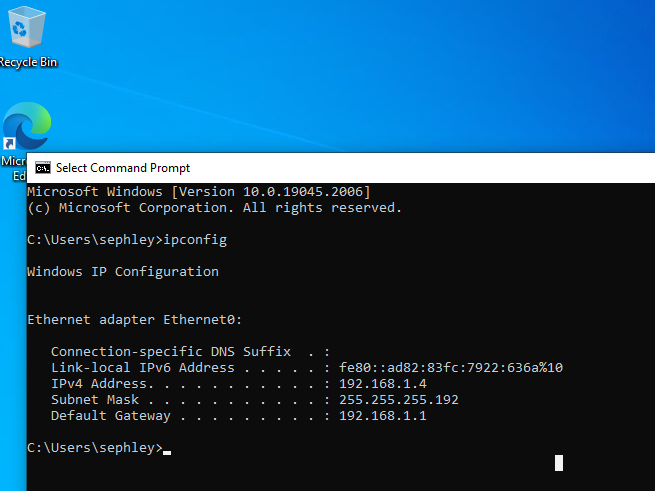 Recycle Bin
Micr
Ed
Select Command Prompt
Microsoft Windows [Version 10.0.19045.2006]
(c) Microsoft Corporation. All rights reserved.
C:\Users\sephley>ipconfig
Windows IP Configuration
Ethernet adapter Ethernet0:
Connection-specific DNS Suffix  . :
Link-local IPv6 Address . . . . . : fe80::ad82:83fc:7922:636a%10
IPv4 Address. . . . . . . . . . . : 192.168.1.4
Subnet Mask . . . . . . . . . . . : 255.255.255.192
Default Gateway . . . . . . . . . : 192.168.1.1
C:\Users\sephley>